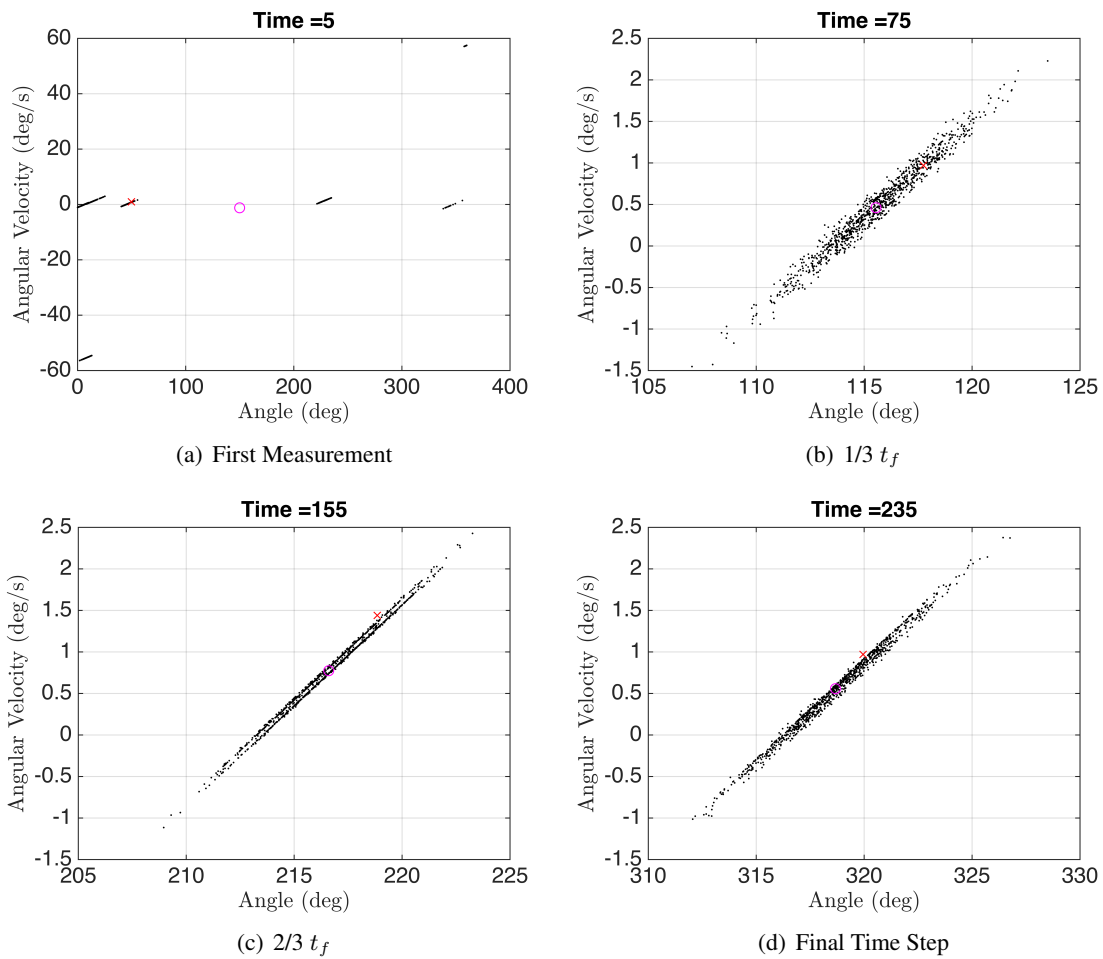 Time =5
60
40
20
0
-20
-40
-60
Angular Velocity (deg/s)
0 100 200 300 400
Angle (deg)
(a) First Measurement
Time =75
2.5
2
1.5
1
0.5
0
-0.5
-1
-1.5
Angular Velocity (deg/s)
105 110 115 120 125
Angle (deg)
(b) 1/3 t_f
Time =155
2.5
2
1.5
1
0.5
0
-0.5
-1
-1.5
Angular Velocity (deg/s)
205 210 215 220 225
Angle (deg)
(c) 2/3 t_f
Time =235
2.5
2
1.5
1
0.5
0
-0.5
-1
-1.5
Angular Velocity (deg/s)
310 315 320 325 330
Angle (deg)
(d) Final Time Step